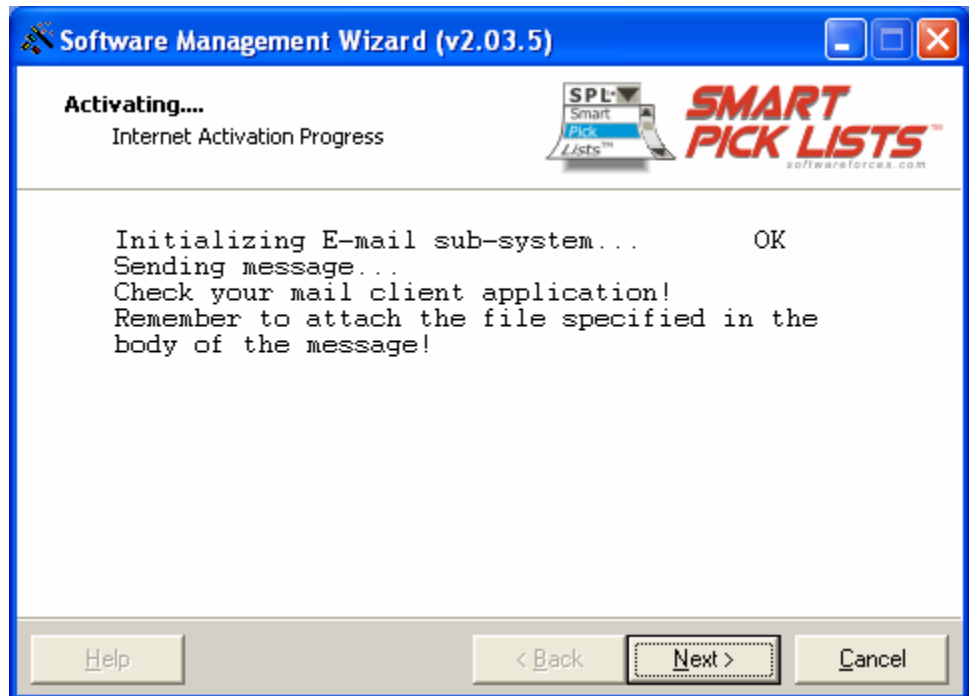 Software Management Wizard (v2.03.5)
Activating....
Internet Activation Progress
SPL
Smart
Pick
Lists™
SMART
PICK LISTS™
softwareforces.com
Initializing E-mail sub-system... OK
Sending message...
Check your mail client application!
Remember to attach the file specified in the
body of the message!
Help
< Back
Next >
Cancel